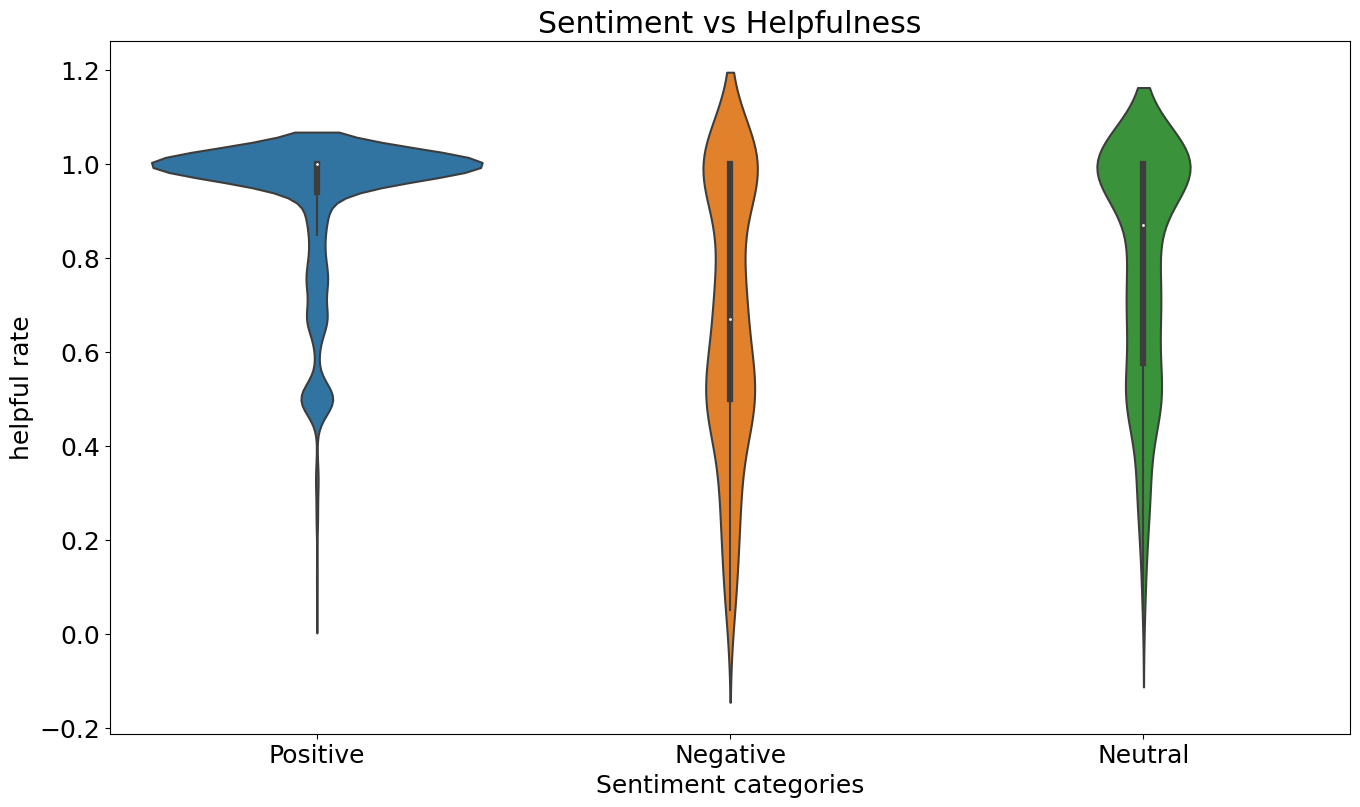 Sentiment vs Helpfulness
1.2
1.0
0.8
0.6
0.4
0.2
0.0
−0.2
helpful rate
Positive
Negative
Neutral
Sentiment categories